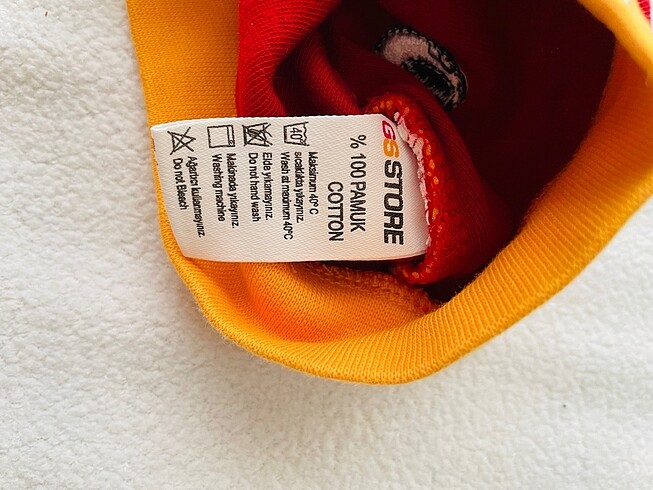 GS STORE
% 100 PAMUK
COTTON
40°
Maksimum 40° C
sıcaklıkta yıkayınız.
Wash at maximum 40°C
Elde yıkamayınız.
Do not hand wash
Makinada yıkayınız.
Washing machine
Ağartıcı kullanmayınız.
Do not Bleach